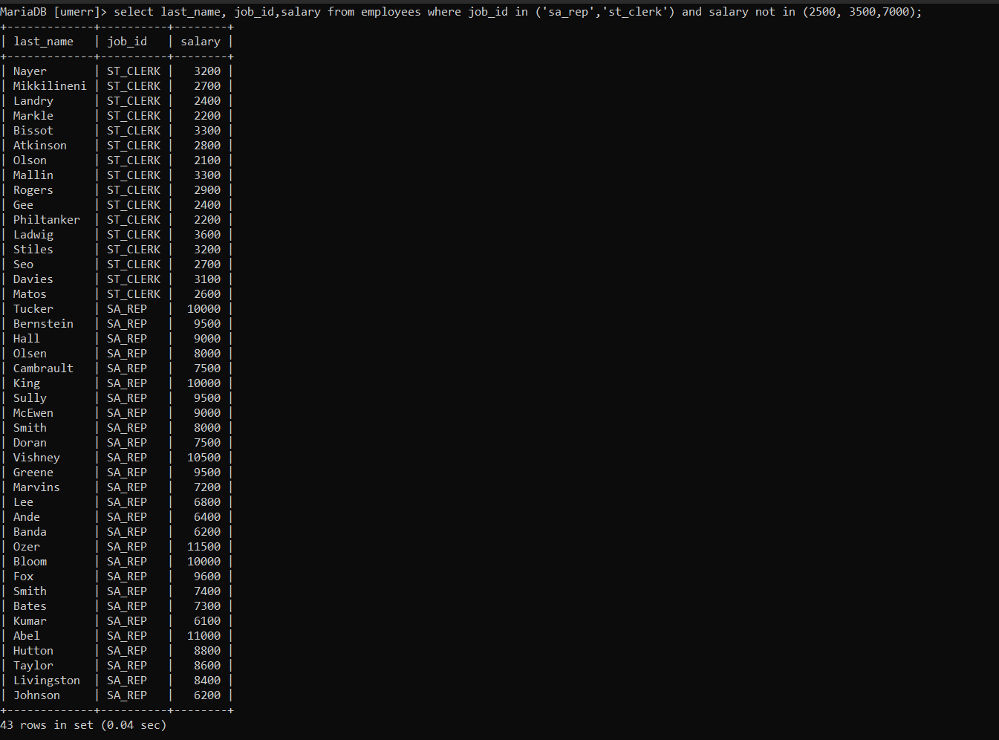 MariaDB [umerr]> select last_name, job_id,salary from employees where job_id in ('sa_rep','st_clerk') and salary not in (2500, 3500,7000);
+-------------+----------+--------+
| last_name   | job_id   | salary |
+-------------+----------+--------+
| Nayer       | ST_CLERK |   3200 |
| Mikkilineni | ST_CLERK |   2700 |
| Landry      | ST_CLERK |   2400 |
| Markle      | ST_CLERK |   2200 |
| Bissot      | ST_CLERK |   3300 |
| Atkinson    | ST_CLERK |   2800 |
| Olson       | ST_CLERK |   2100 |
| Mallin      | ST_CLERK |   3300 |
| Rogers      | ST_CLERK |   2900 |
| Gee         | ST_CLERK |   2400 |
| Philtanker  | ST_CLERK |   2200 |
| Ladwig      | ST_CLERK |   3600 |
| Stiles      | ST_CLERK |   3200 |
| Seo         | ST_CLERK |   2700 |
| Davies      | ST_CLERK |   3100 |
| Matos       | ST_CLERK |   2600 |
| Tucker      | SA_REP   |  10000 |
| Bernstein   | SA_REP   |   9500 |
| Hall        | SA_REP   |   9000 |
| Olsen       | SA_REP   |   8000 |
| Cambrault   | SA_REP   |   7500 |
| King        | SA_REP   |  10000 |
| Sully       | SA_REP   |   9500 |
| McEwen      | SA_REP   |   9000 |
| Smith       | SA_REP   |   8000 |
| Doran       | SA_REP   |   7500 |
| Vishney     | SA_REP   |  10500 |
| Greene      | SA_REP   |   9500 |
| Marvins     | SA_REP   |   7200 |
| Lee         | SA_REP   |   6800 |
| Ande        | SA_REP   |   6400 |
| Banda       | SA_REP   |   6200 |
| Ozer        | SA_REP   |  11500 |
| Bloom       | SA_REP   |  10000 |
| Fox         | SA_REP   |   9600 |
| Smith       | SA_REP   |   7400 |
| Bates       | SA_REP   |   7300 |
| Kumar       | SA_REP   |   6100 |
| Abel        | SA_REP   |  11000 |
| Hutton      | SA_REP   |   8800 |
| Taylor      | SA_REP   |   8600 |
| Livingston  | SA_REP   |   8400 |
| Johnson     | SA_REP   |   6200 |
+-------------+----------+--------+
43 rows in set (0.04 sec)